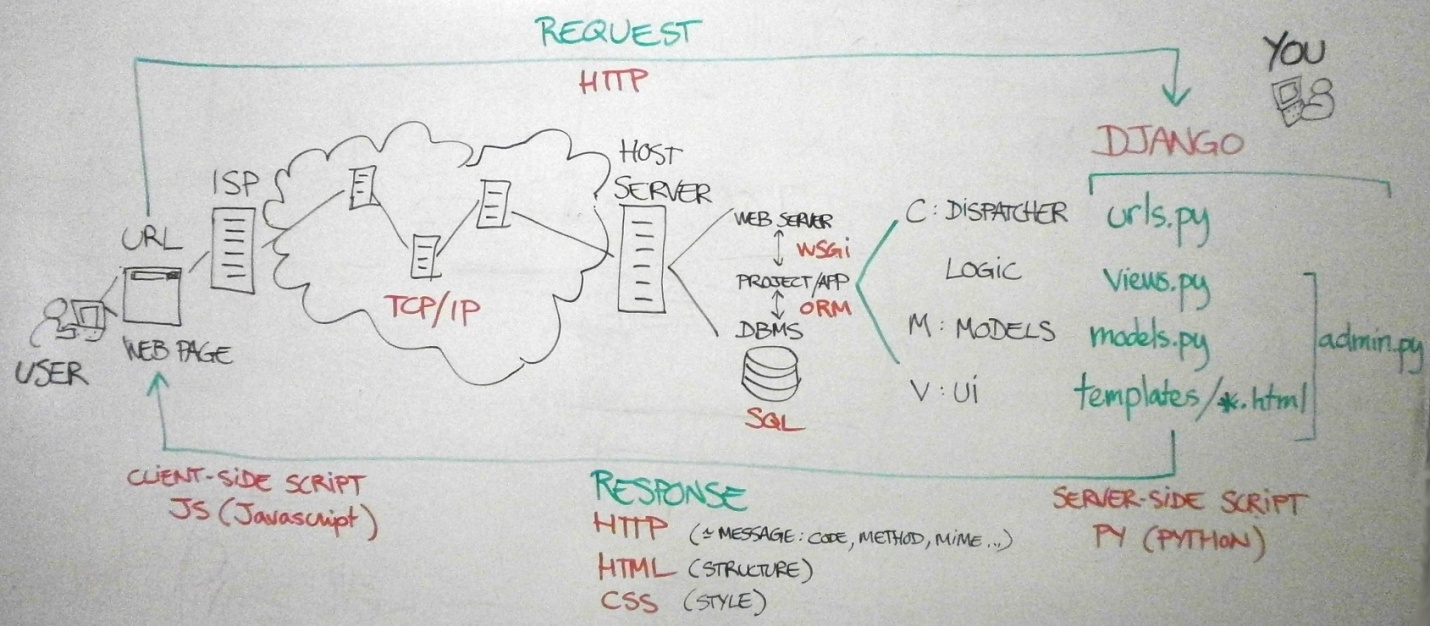 REQUEST
HTTP
YOU
DJANGO
HOST
SERVER
ISP
URL
WEB PAGE
USER
TCP/IP
WEB SERVER
WSGi
PROJECT/APP
ORM
DBMS
SQL
C: DiSPATCHER
LOGiC
M: MODELS
V: Ui
urls.py
views.py
models.py
templates/*.html
admin.py
CLiENT-SiDE SCRiPT
JS (Javascript)
RESPONSE
HTTP (≃ MESSAGE: CODE, METHOD, MiME...)
HTML (STRUCTURE)
CSS (STYLE)
SERVER-SiDE SCRiPT
PY (PYTHON)